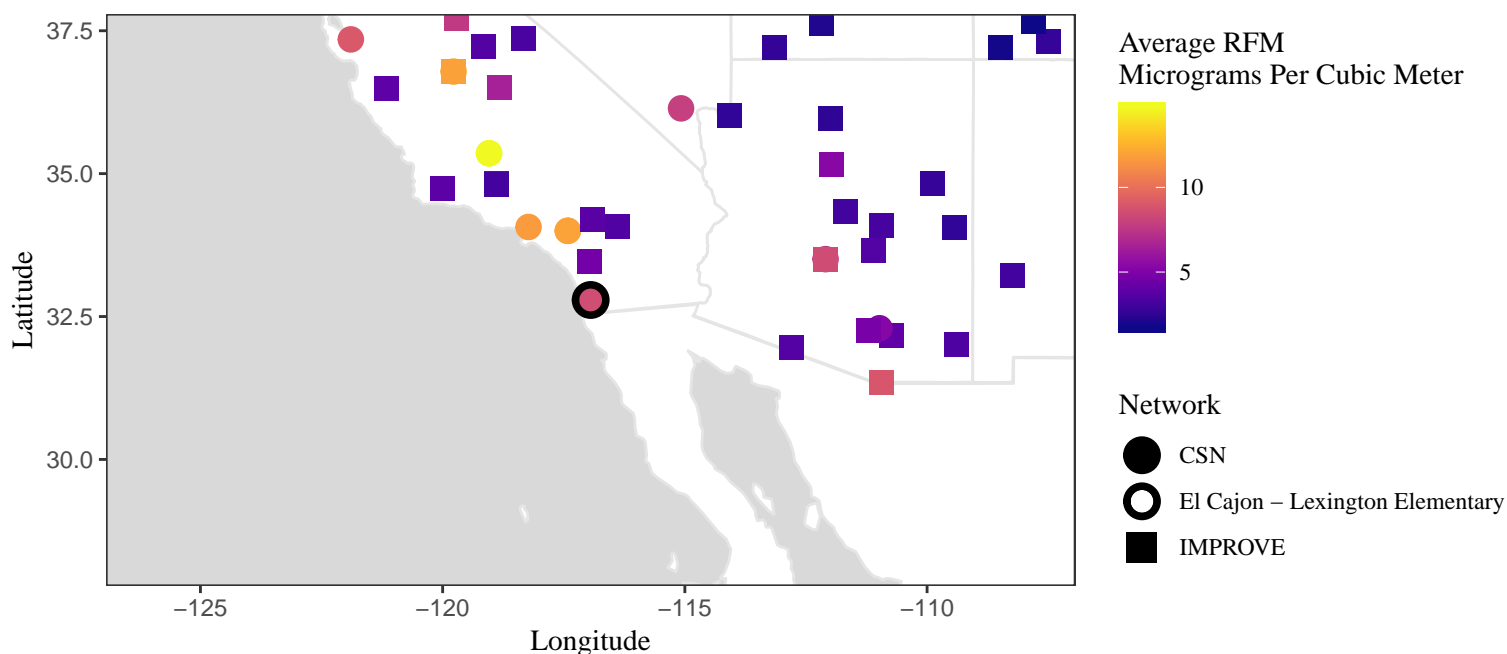 37.5
35.0
32.5
30.0
Latitude
−125
−120
−115
−110
Longitude
Average RFM
Micrograms Per Cubic Meter
10
5
Network
CSN
El Cajon − Lexington Elementary
IMPROVE